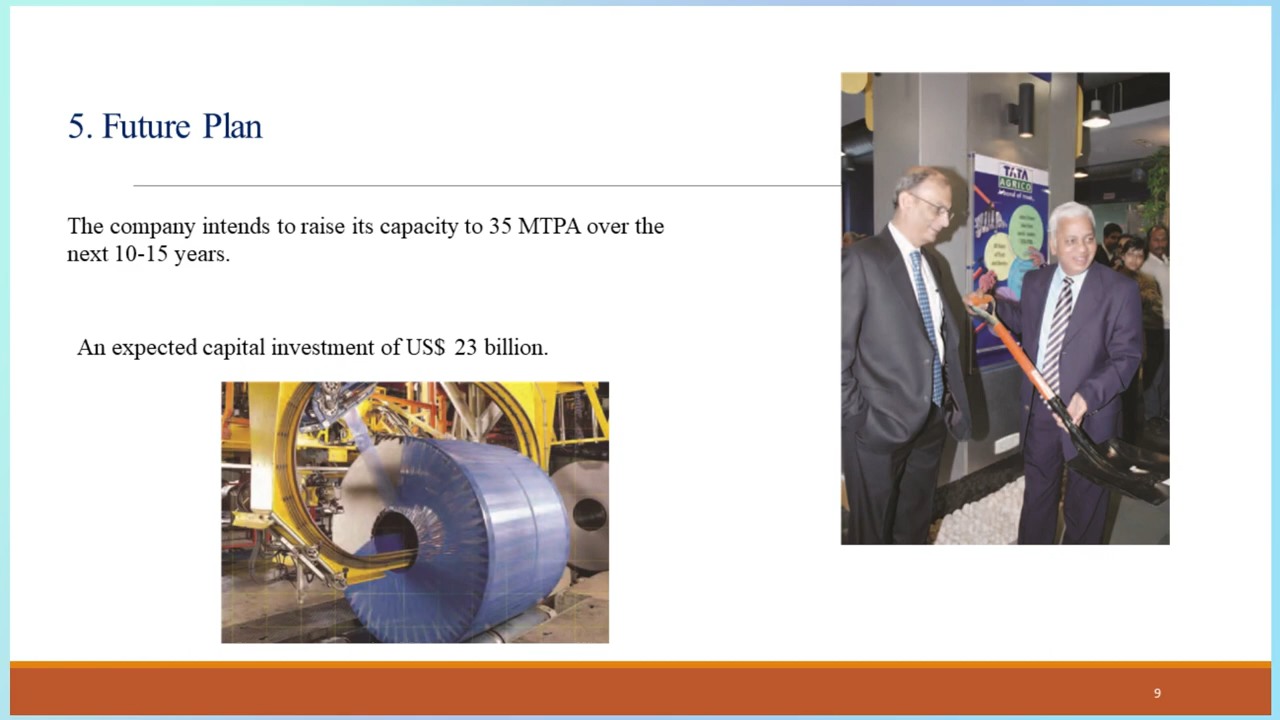 5. Future Plan
The company intends to raise its capacity to 35 MTPA over the
next 10-15 years.
An expected capital investment of US$ 23 billion.
TATA
AGRICO
9